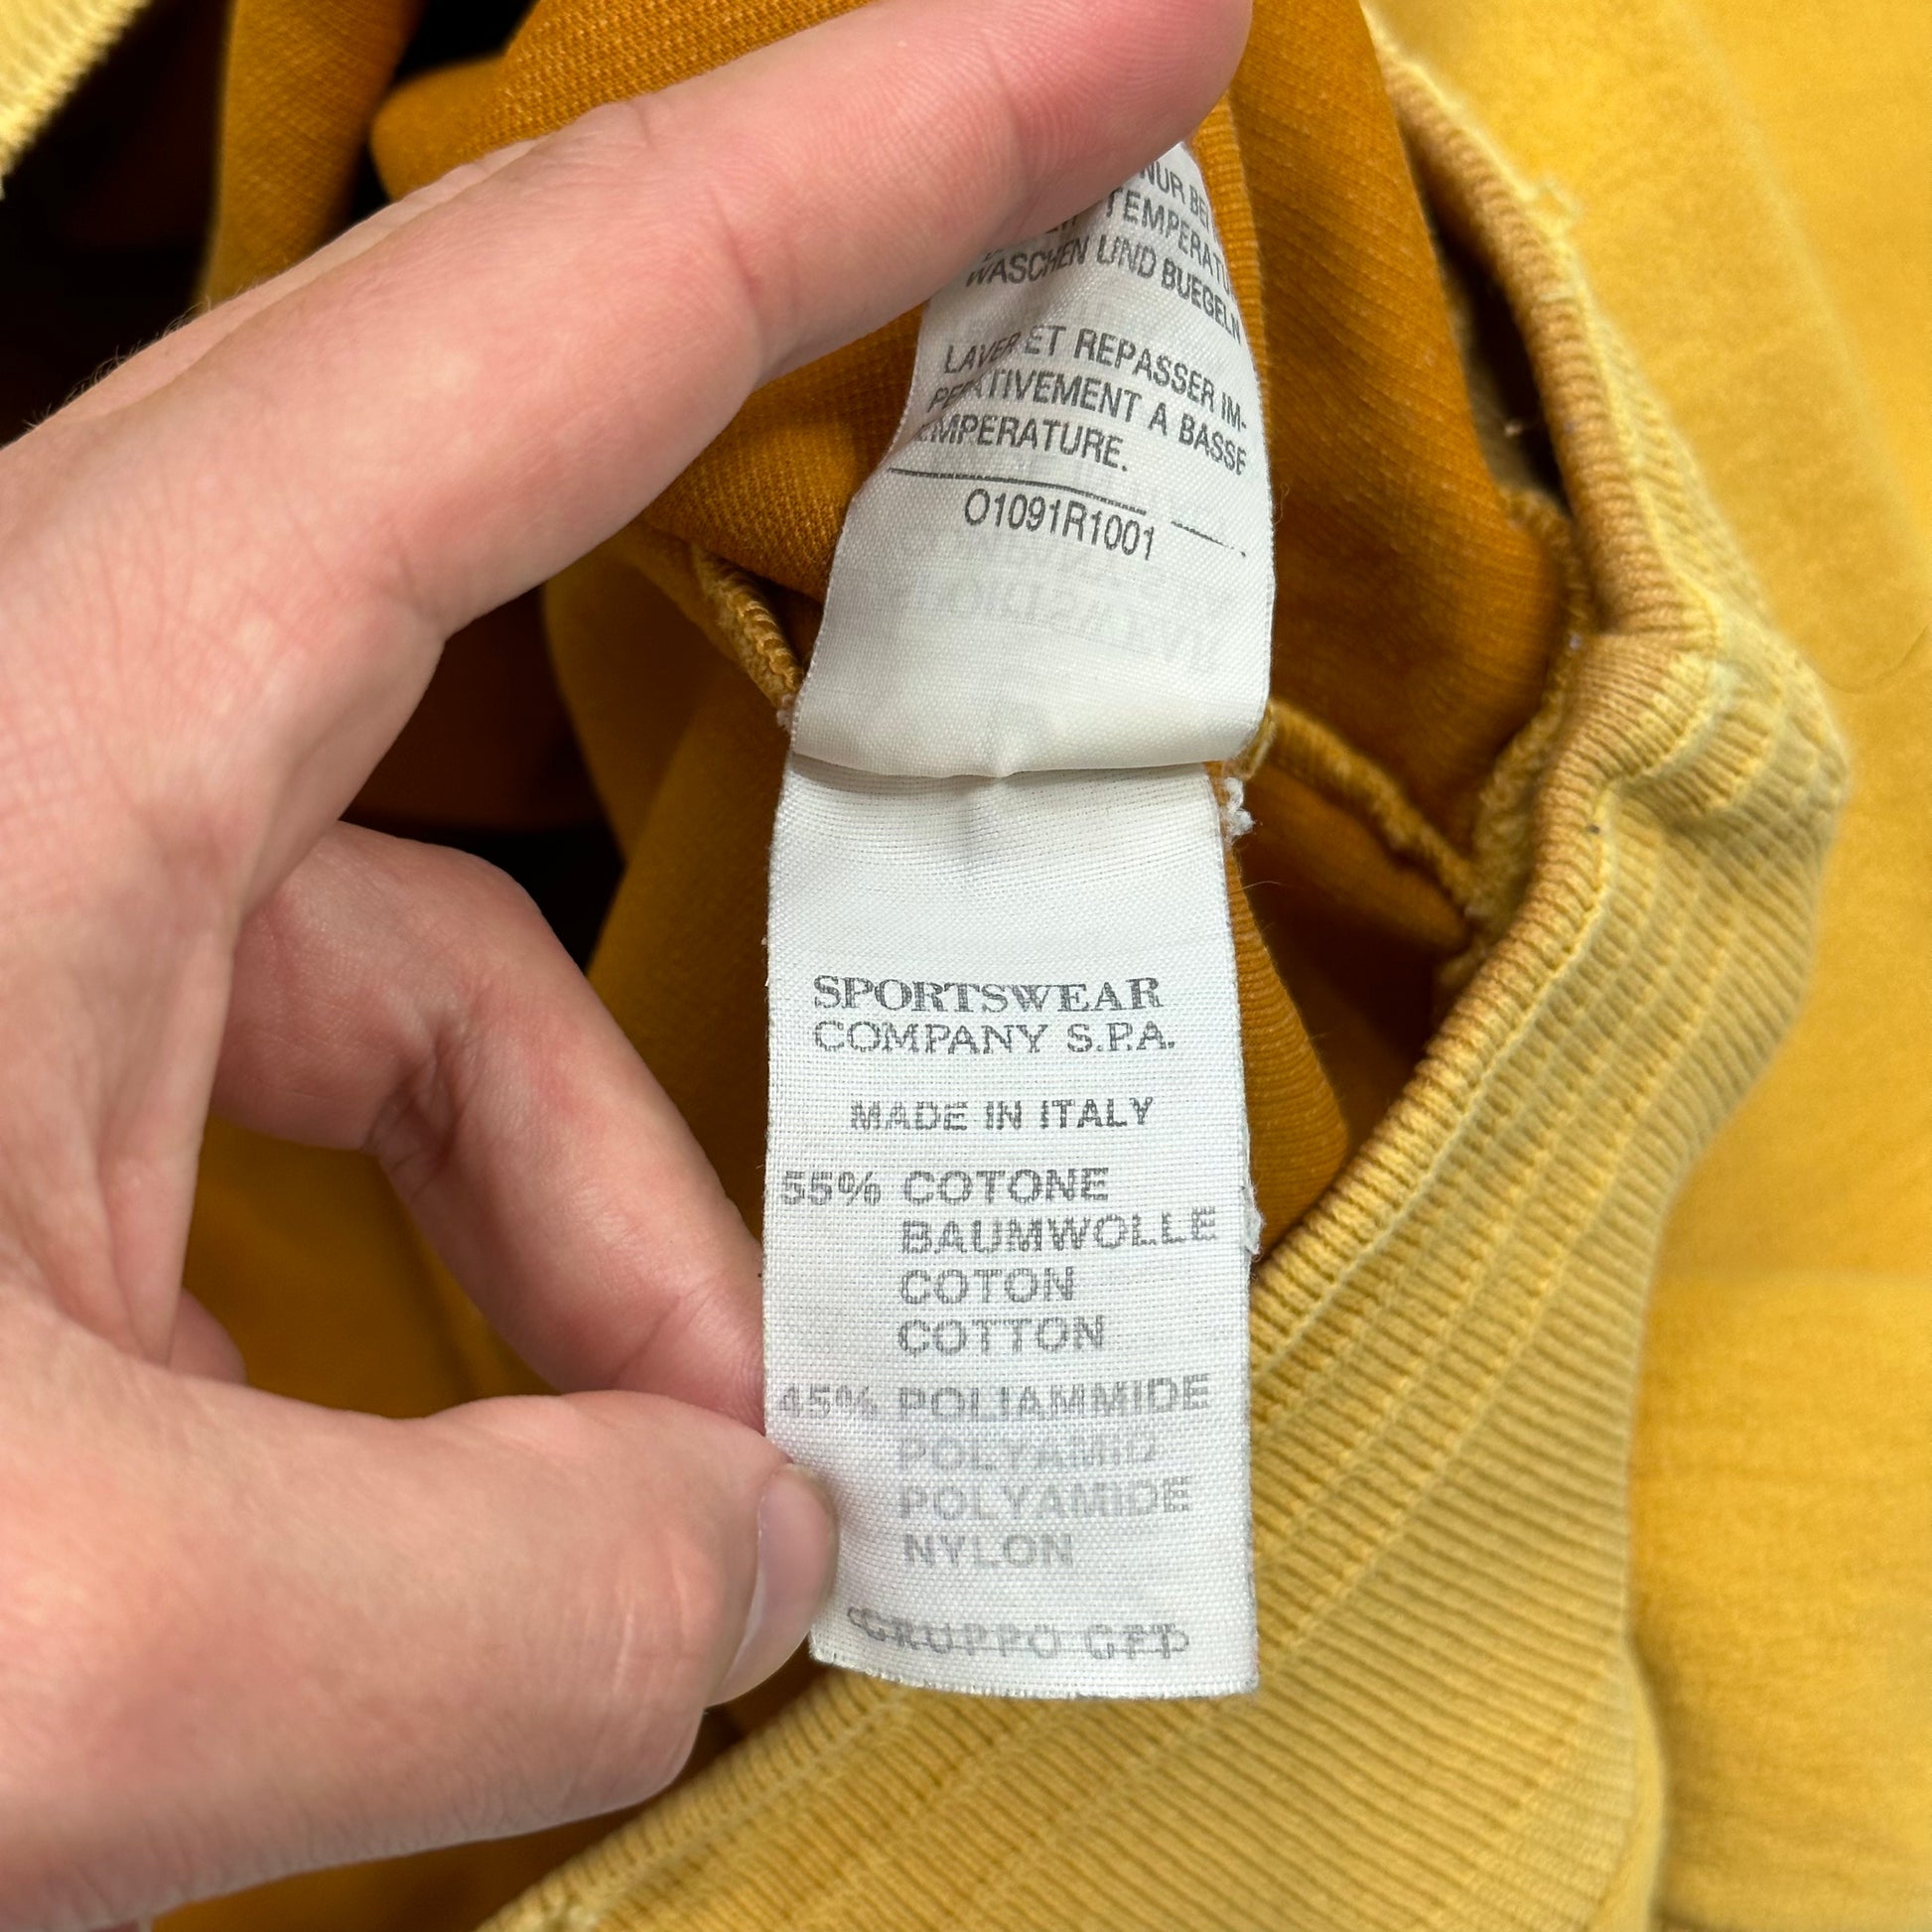 NUR BEI
TEMPERATU
WASCHEN UND BUEGELN
LAVER ET REPASSER IM-
PERATIVEMENT A BASSE
TEMPERATURE.
O1091R1001
SPORTSWEAR
COMPANY S.P.A.
MADE IN ITALY
55% COTONE
BAUMWOLLE
COTON
COTTON
45% POLIAMMIDE
POLYAMID
POLYAMIDE
NYLON
GRUPPO GFT